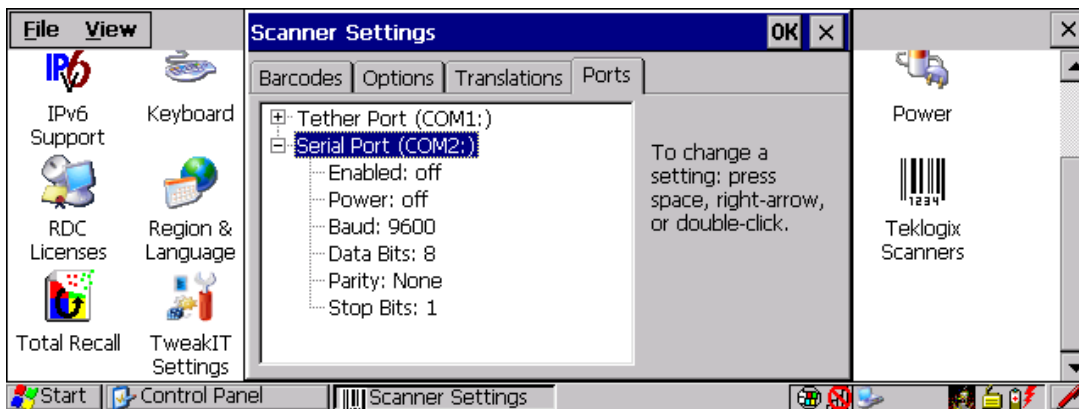 File View
Scanner Settings OK
Barcodes Options Translations Ports
Tether Port (COM1:)
Serial Port (COM2:)
Enabled: off
Power: off
Baud: 9600
Data Bits: 8
Parity: None
Stop Bits: 1
To change a
setting: press
space, right-arrow,
or double-click.
IPv6
IPv6
Support
Keyboard
RDC
Licenses
Region &
Language
Total Recall
TweakIT
Settings
Power
1234
Teklogix
Scanners
Start Control Panel Scanner Settings